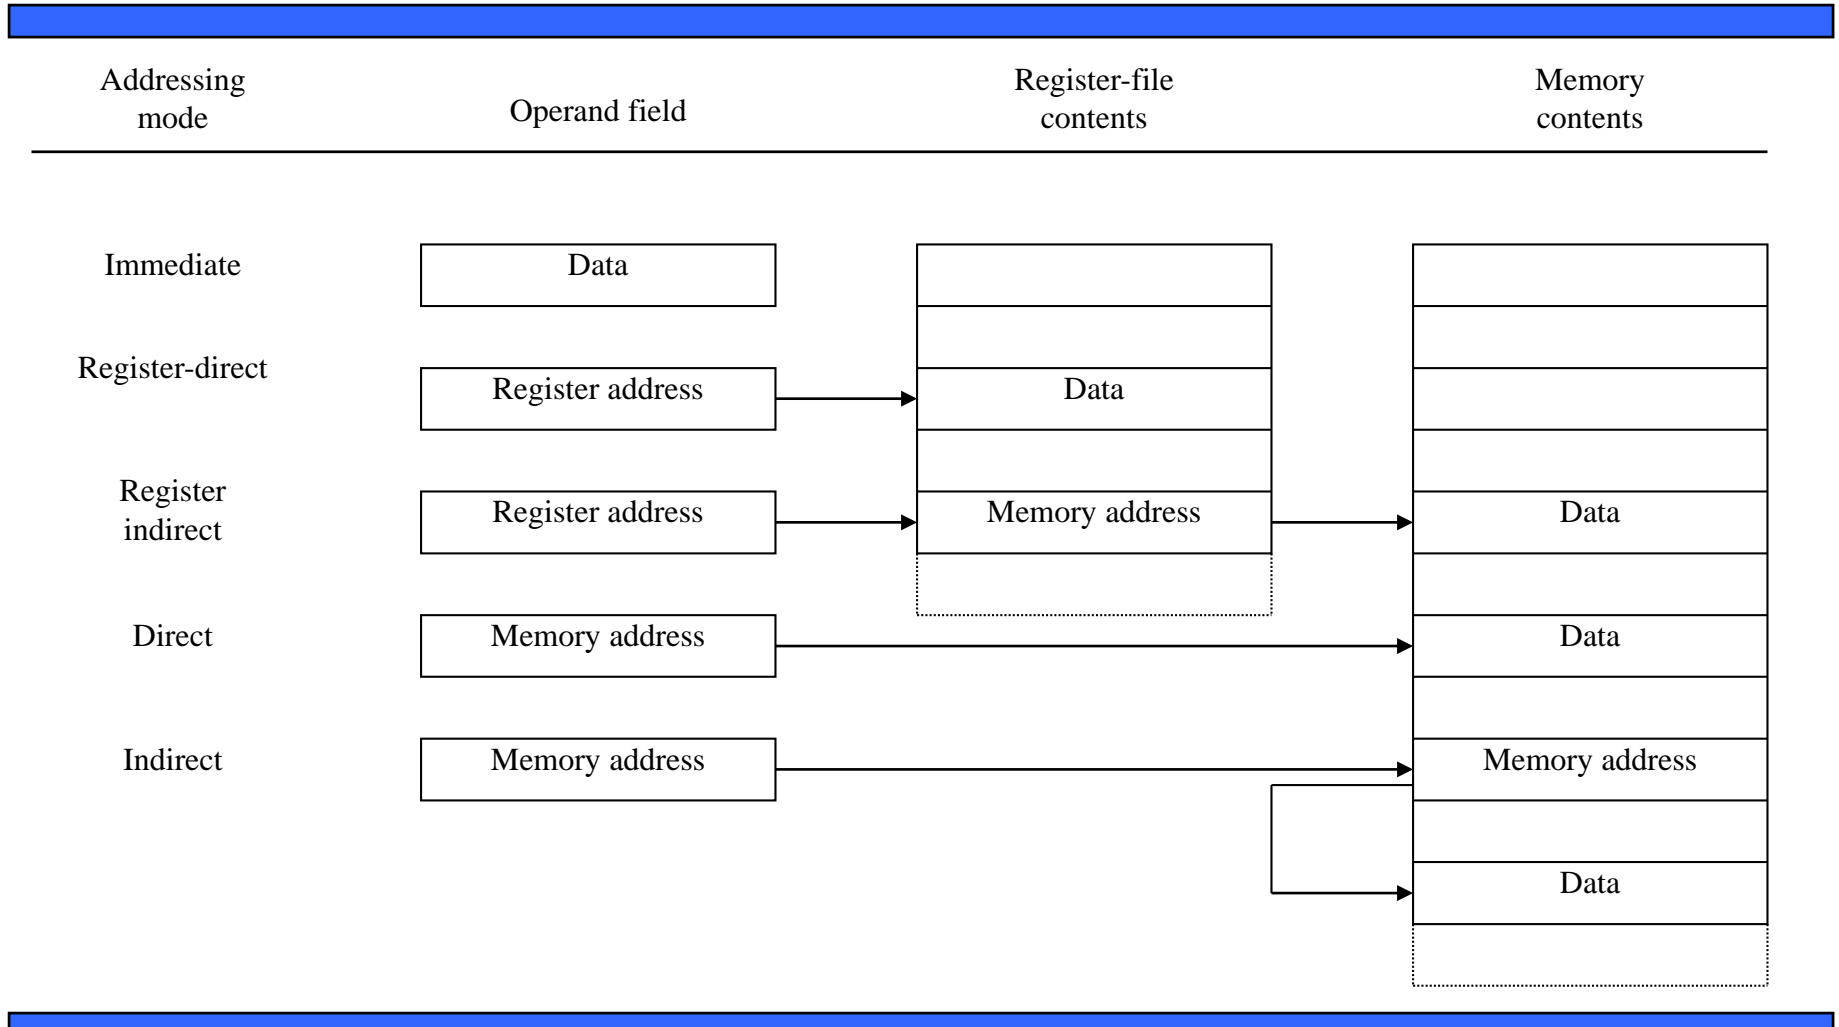 Addressing
mode
Operand field
Register-file
contents
Memory
contents
Immediate
Data
Register-direct
Register address
Data
Register
indirect
Register address
Memory address
Data
Direct
Memory address
Data
Indirect
Memory address
Memory address
Data